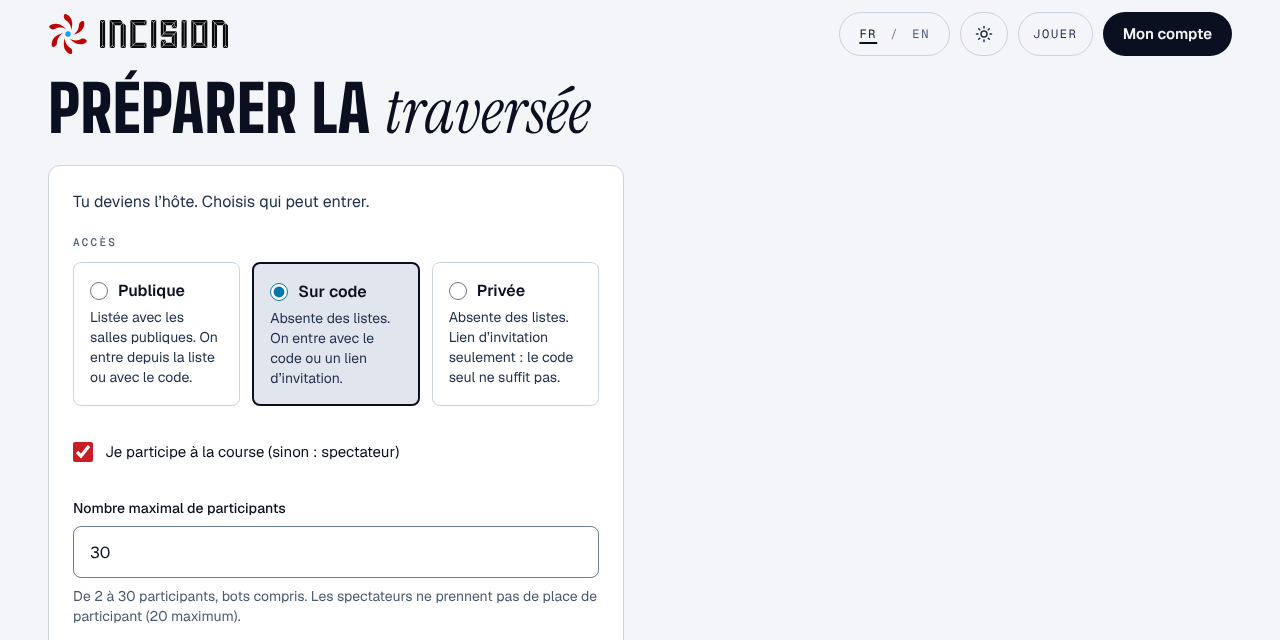 INCISION
FR / EN
JOUER
Mon compte
PRÉPARER LA traversée
Tu deviens l’hôte. Choisis qui peut entrer.
ACCÈS
Publique
Listée avec les
salles publiques. On
entre depuis la liste
ou avec le code.
Sur code
Absente des listes.
On entre avec le
code ou un lien
d’invitation.
Privée
Absente des listes.
Lien d’invitation
seulement : le code
seul ne suffit pas.
Je participe à la course (sinon : spectateur)
Nombre maximal de participants
30
De 2 à 30 participants, bots compris. Les spectateurs ne prennent pas de place de
participant (20 maximum).